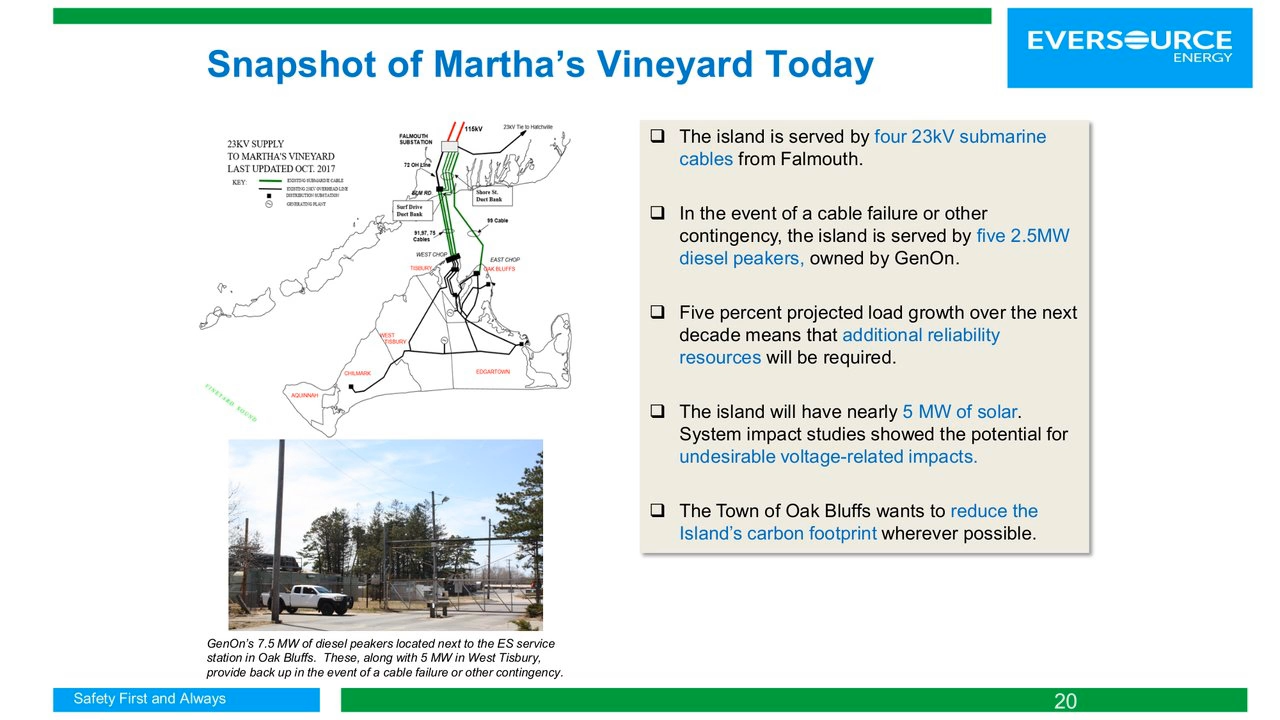 EVERSOURCE
ENERGY
Snapshot of Martha's Vineyard Today
23KV SUPPLY
TO MARTHA'S VINEYARD
LAST UPDATED OCT. 2017
KEY:
EXISTING SUBMARINE CABLE
EXISTING 23KV OVERHEAD LINE
DISTRIBUTION SUBSTATION
GENERATING PLANT
115kV
23kV Tie to Hatchville
FALMOUTH
SUBSTATION
72 OH Line
ELM RD.
Shore St.
Duct Bank
Surf Drive
Duct Bank
99 Cable
91,97, 75
Cables
WEST CHOP
EAST CHOP
TISBURY
OAK BLUFFS
WEST
TISBURY
CHILMARK
EDGARTOWN
AQUINNAH
VINEYARD SOUND
❑ The island is served by four 23kV submarine
cables from Falmouth.
❑ In the event of a cable failure or other
contingency, the island is served by five 2.5MW
diesel peakers, owned by GenOn.
❑ Five percent projected load growth over the next
decade means that additional reliability
resources will be required.
❑ The island will have nearly 5 MW of solar.
System impact studies showed the potential for
undesirable voltage-related impacts.
❑ The Town of Oak Bluffs wants to reduce the
Island's carbon footprint wherever possible.
GenOn's 7.5 MW of diesel peakers located next to the ES service
station in Oak Bluffs. These, along with 5 MW in West Tisbury,
provide back up in the event of a cable failure or other contingency.
Safety First and Always
20